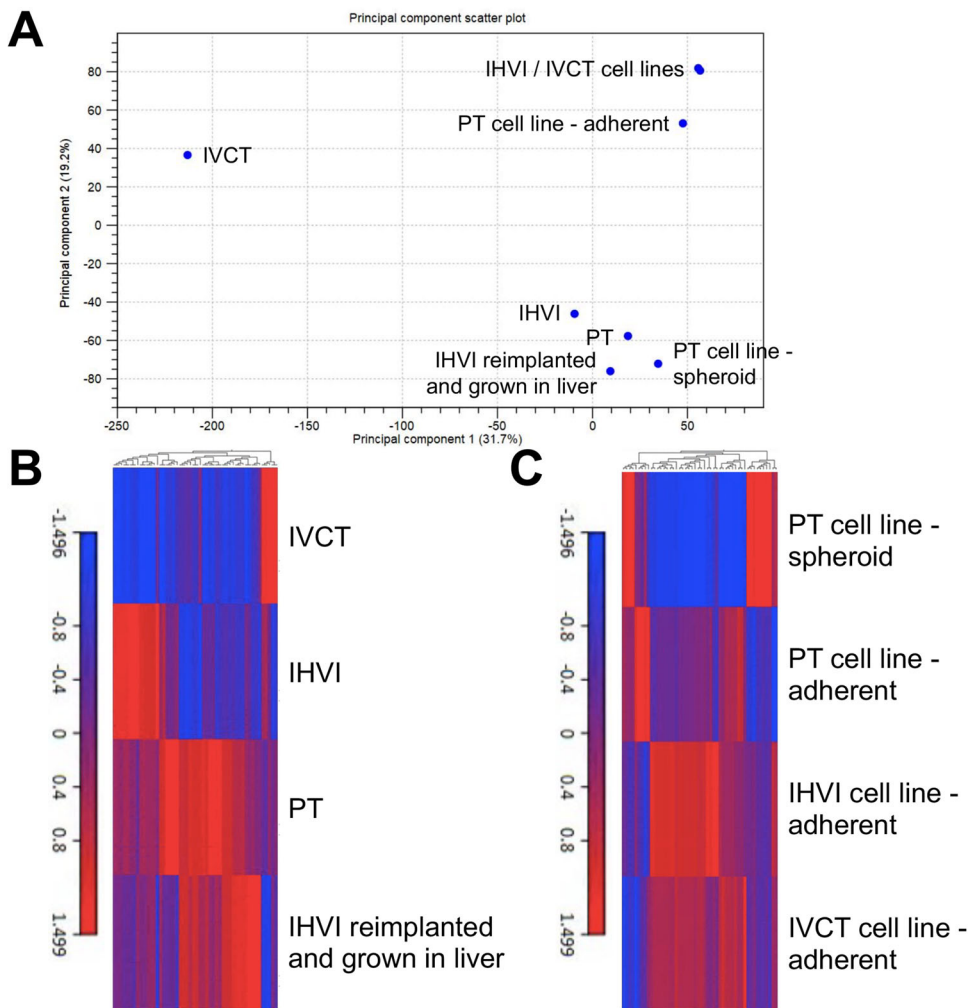 A
Principal component scatter plot
Principal component 2 (19.2%)
80
60
40
20
0
-20
-40
-60
-80
IHVI / IVCT cell lines
PT cell line - adherent
IVCT
IHVI
PT
IHVI reimplanted
and grown in liver
PT cell line -
spheroid
-250
-200
-150
-100
-50
0
50
Principal component 1 (31.7%)
B
-1.496
-0.8
-0.4
0
0.4
0.8
1.499
IVCT
IHVI
PT
IHVI reimplanted
and grown in liver
C
-1.496
-0.8
-0.4
0
0.4
0.8
1.499
PT cell line -
spheroid
PT cell line -
adherent
IHVI cell line -
adherent
IVCT cell line -
adherent